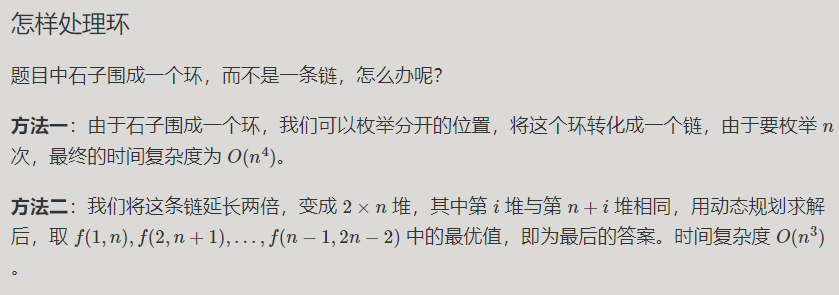 怎样处理环
题目中石子围成一个环，而不是一条链，怎么办呢？
方法一：由于石子围成一个环，我们可以枚举分开的位置，将这个环转化成一个链，由于要枚举 n
次，最终的时间复杂度为 O(n⁴)。
方法二：我们将这条链延长两倍，变成 2 × n 堆，其中第 i 堆与第 n + i 堆相同，用动态规划求解
后，取 f(1, n), f(2, n + 1), . . . , f(n − 1, 2n − 2) 中的最优值，即为最后的答案。时间复杂度 O(n³)
。